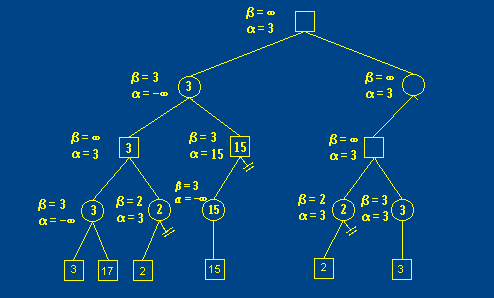 β = ∞
α = 3
β = 3
α = −∞
3
β = ∞
α = 3
β = ∞
α = 3
3
β = 3
α = 15
15
β = ∞
α = 3
β = 3
α = −∞
3
β = 2
α = 3
2
β = 3
α = −∞
15
β = 2
α = 3
2
β = 3
α = 3
3
3
17
2
15
2
3